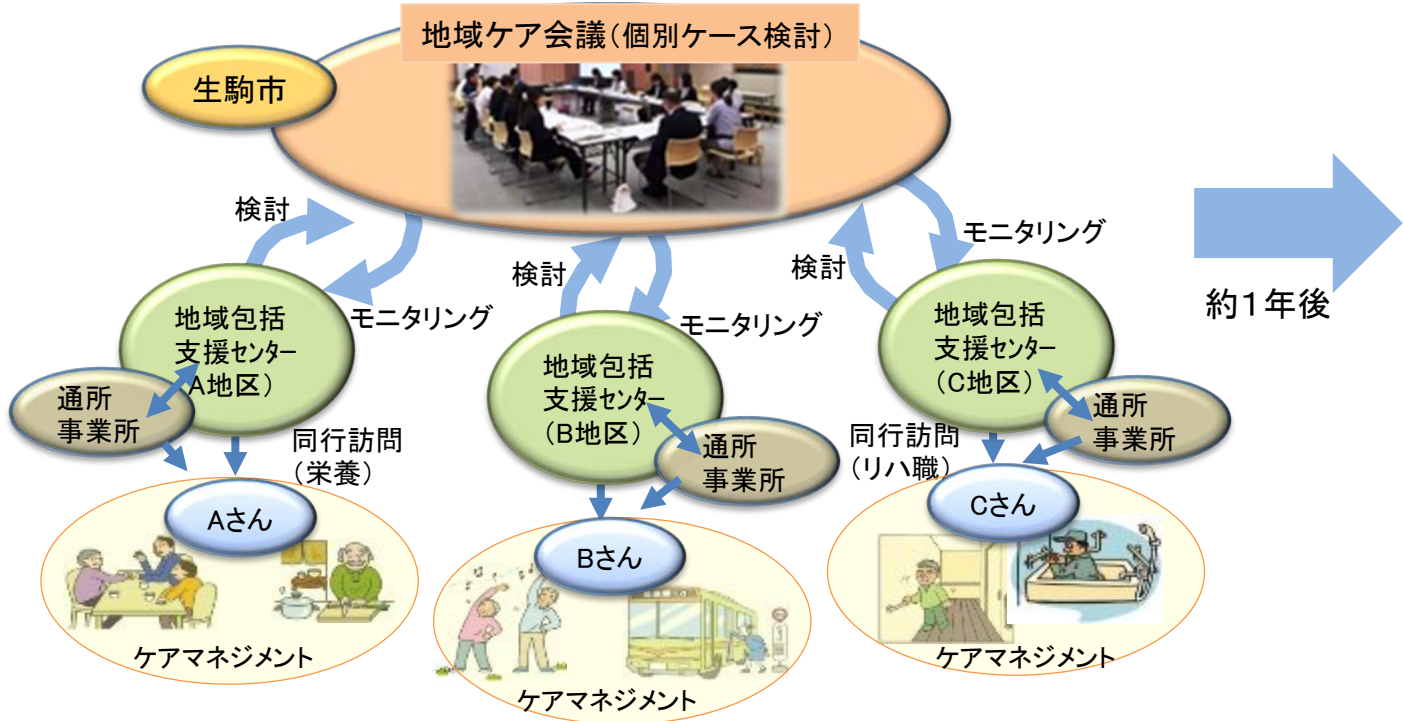 地域ケア会議（個別ケース検討）
生駒市
検討
モニタリング
検討
モニタリング
検討
モニタリング
約１年後
地域包括
支援センター
（A地区）
通所
事業所
同行訪問
（栄養）
Aさん
ケアマネジメント
地域包括
支援センター
（B地区）
通所
事業所
Bさん
ケアマネジメント
地域包括
支援センター
（C地区）
通所
事業所
同行訪問
（リハ職）
Cさん
ケアマネジメント